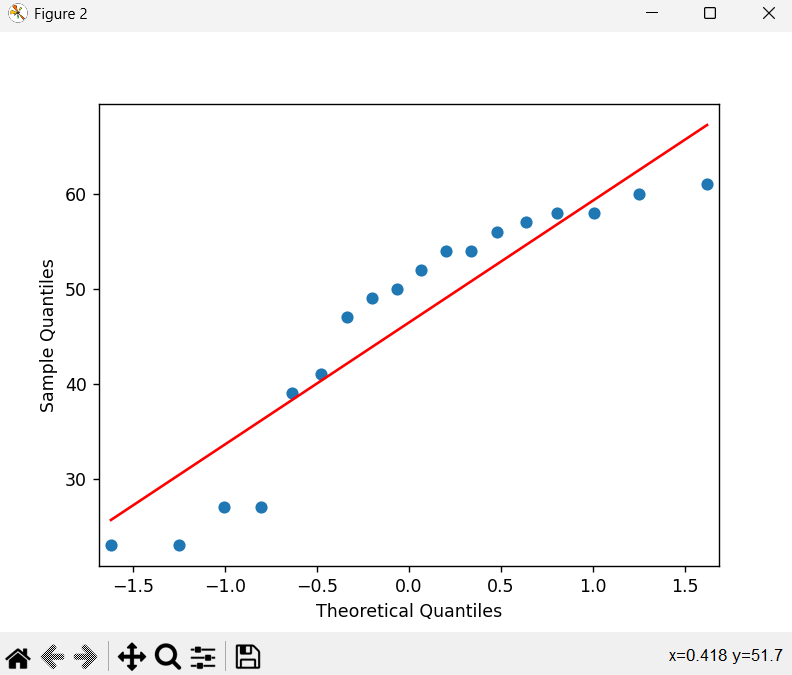 Figure 2
60
50
40
30
Sample Quantiles
−1.5 −1.0 −0.5 0.0 0.5 1.0 1.5
Theoretical Quantiles
x=0.418 y=51.7